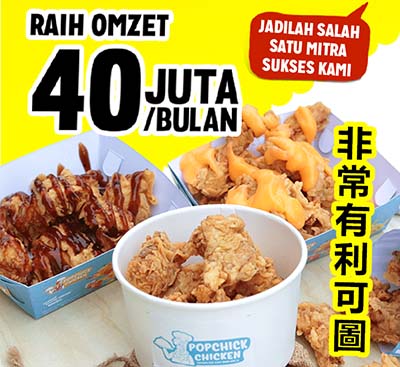 RAIH OMZET
40 JUTA
/BULAN
JADILAH SALAH
SATU MITRA
SUKSES KAMI
非常有利可圖
POPCHICK
CHICKEN